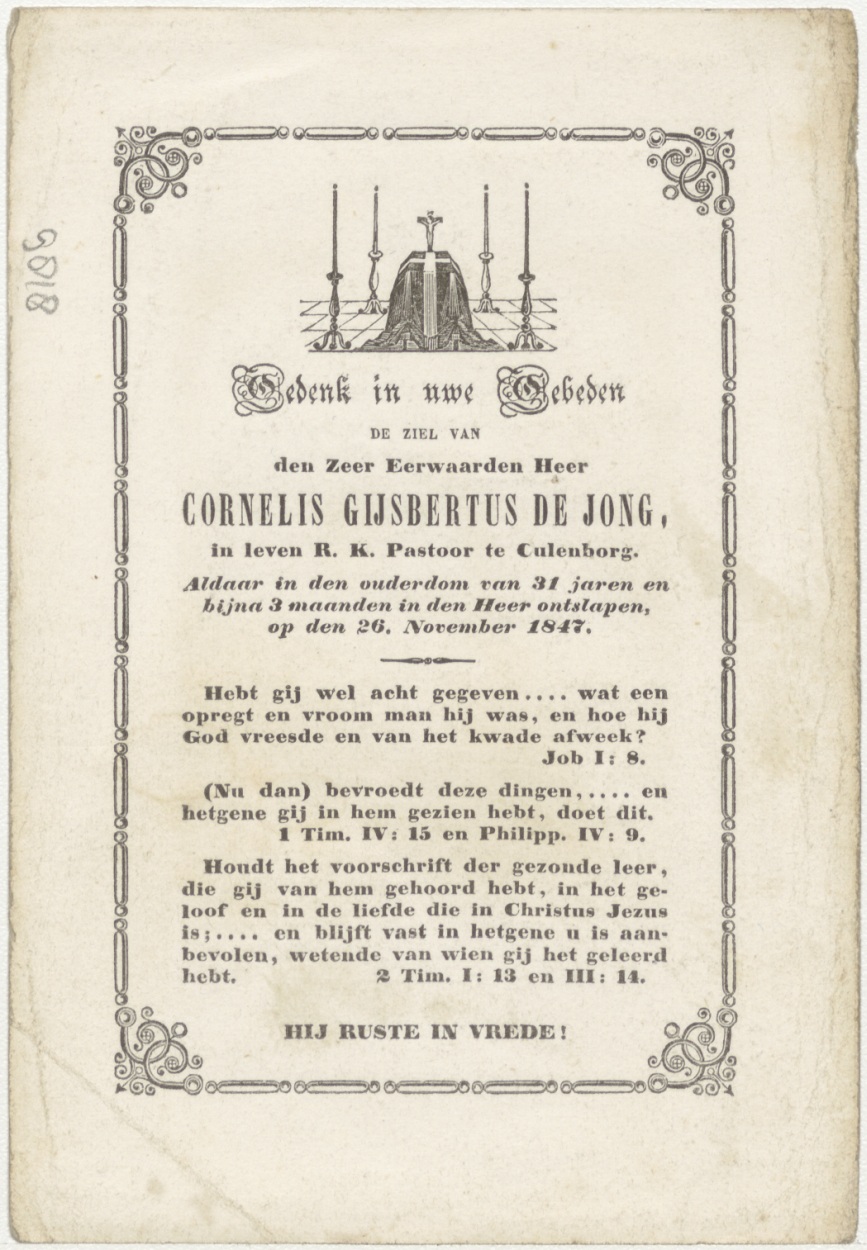 Gedenk in uwe Gebeden
DE ZIEL VAN
den Zeer Eerwaarden Heer
CORNELIS GIJSBERTUS DE JONG,
in leven R. K. Pastoor te Culenborg.
Aldaar in den ouderdom van 31 jaren en
bijna 3 maanden in den Heer ontslapen,
op den 26. November 1847.
Hebt gij wel acht gegeven.... wat een
opregt en vroom man hij was, en hoe hij
God vreesde en van het kwade afweek?
Job I: 8.
(Nu dan) bevroedt deze dingen,.... en
hetgene gij in hem gezien hebt, doet dit.
1 Tim. IV: 15 en Philipp. IV: 9.
Houdt het voorschrift der gezonde leer,
die gij van hem gehoord hebt, in het ge-
loof en in de liefde die in Christus Jezus
is;.... en blijft vast in hetgene u is aan-
bevolen, wetende van wien gij het geleerd
hebt. 2 Tim. I: 13 en III: 14.
HIJ RUSTE IN VREDE!